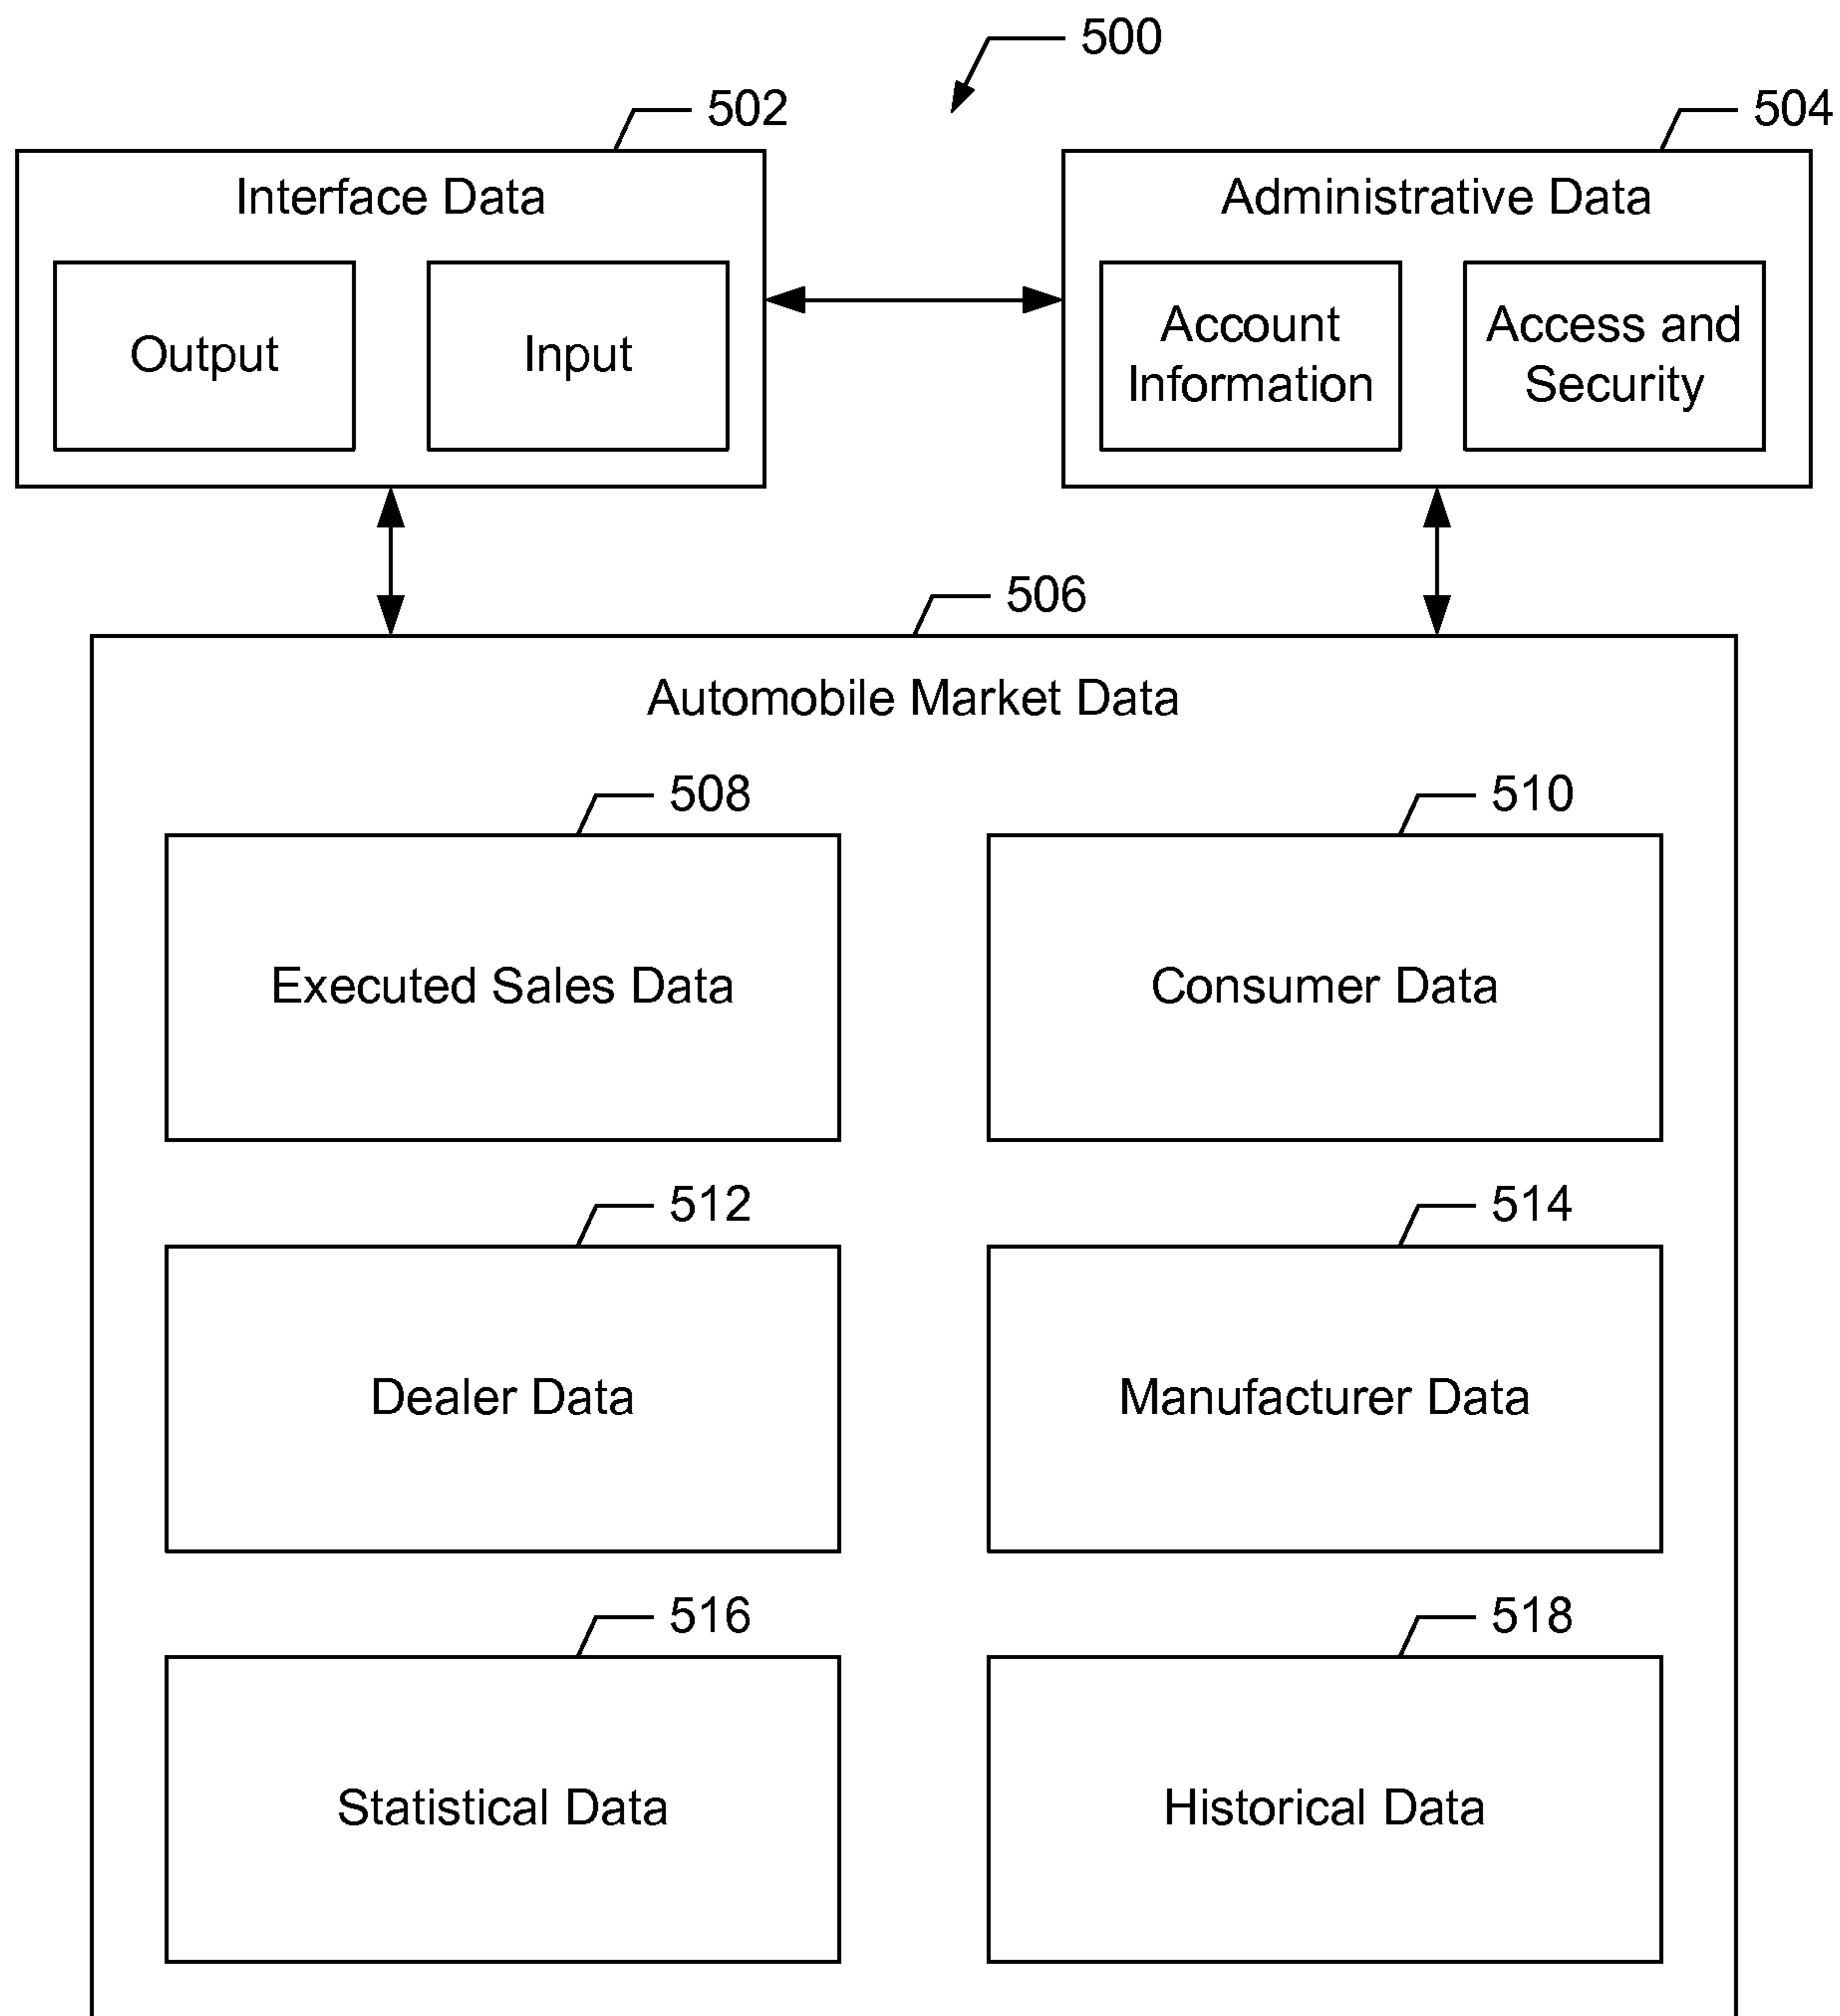 500
502
504
Interface Data
Administrative Data
Output
Input
Account
Information
Access and
Security
506
Automobile Market Data
508
510
Executed Sales Data
Consumer Data
512
514
Dealer Data
Manufacturer Data
516
518
Statistical Data
Historical Data